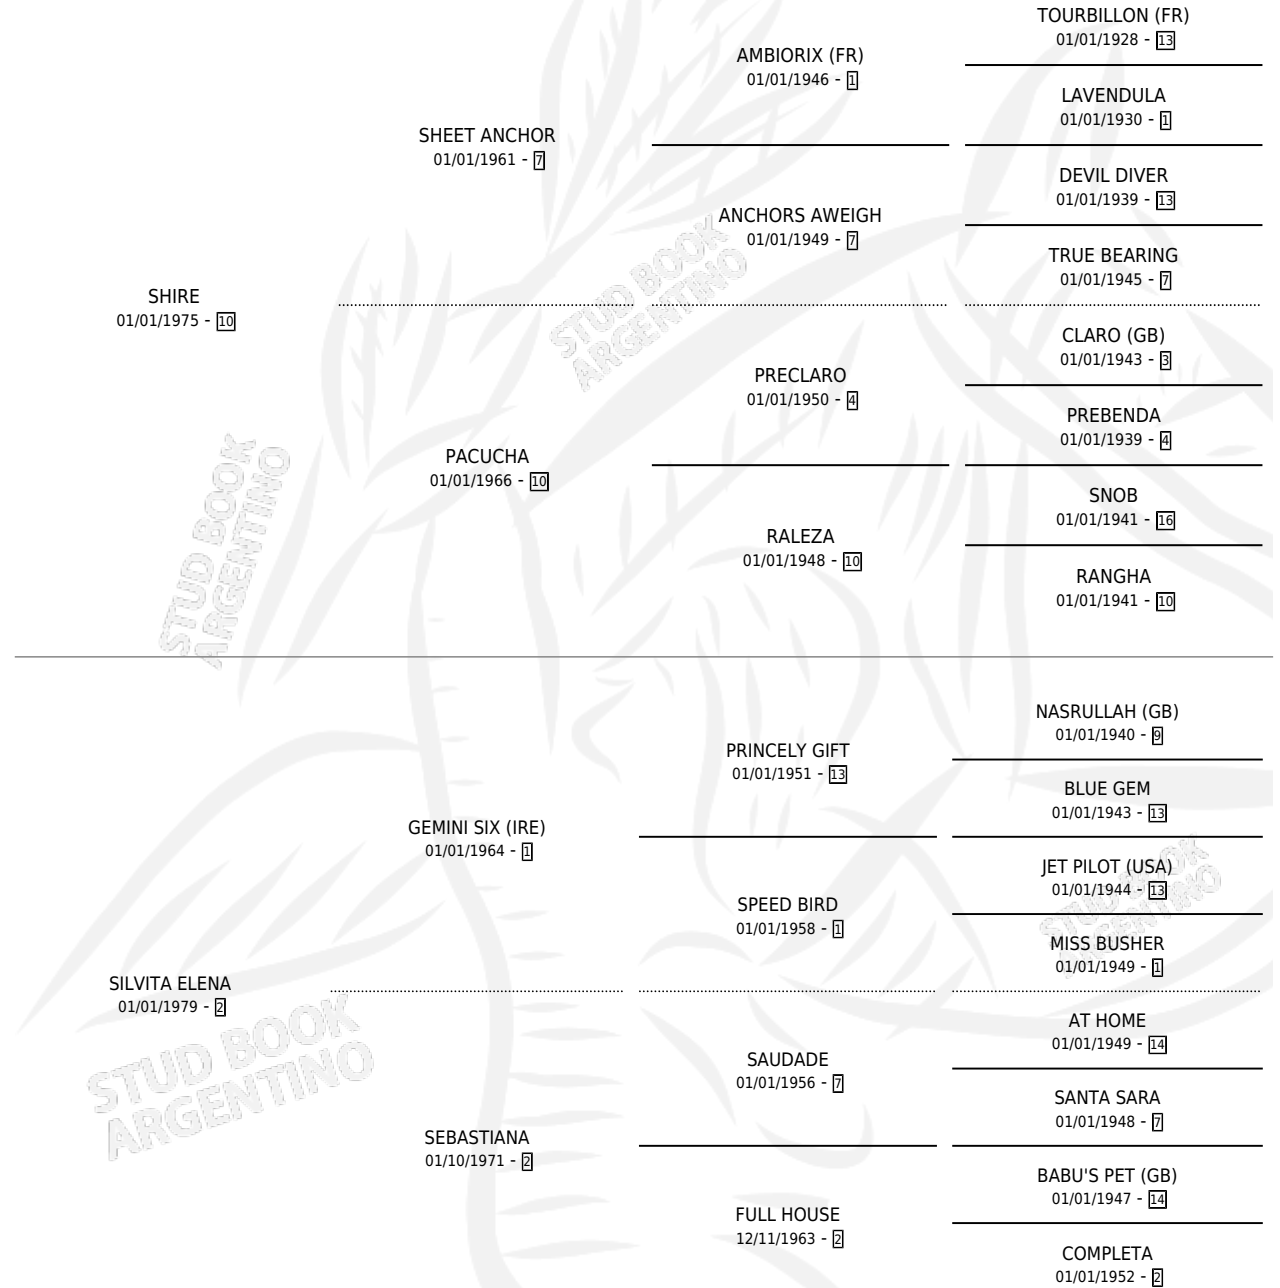 TOURBILLON (FR)
01/01/1928 - 13
AMBIORIX (FR)
01/01/1946 - 1
LAVENDULA
01/01/1930 - 1
SHEET ANCHOR
01/01/1961 - 7
DEVIL DIVER
01/01/1939 - 13
ANCHORS AWEIGH
01/01/1949 - 7
TRUE BEARING
01/01/1945 - 7
STUD BOOK
ARGENTINO
SHIRE
01/01/1975 - 10
CLARO (GB)
01/01/1943 - 3
PRECLARO
01/01/1950 - 4
PREBENDA
01/01/1939 - 4
PACUCHA
01/01/1966 - 10
SNOB
01/01/1941 - 16
RALEZA
01/01/1948 - 10
RANGHA
01/01/1941 - 10
STUD BOOK
ARGENTINO
NASRULLAH (GB)
01/01/1940 - 9
PRINCELY GIFT
01/01/1951 - 13
BLUE GEM
01/01/1943 - 13
GEMINI SIX (IRE)
01/01/1964 - 1
JET PILOT (USA)
01/01/1944 - 13
SPEED BIRD
01/01/1958 - 1
MISS BUSHER
01/01/1949 - 1
STUD BOOK
ARGENTINO
SILVITA ELENA
01/01/1979 - 2
AT HOME
01/01/1949 - 14
SAUDADE
01/01/1956 - 7
SANTA SARA
01/01/1948 - 7
STUD BOOK
ARGENTINO
SEBASTIANA
01/10/1971 - 2
BABU'S PET (GB)
01/01/1947 - 14
FULL HOUSE
12/11/1963 - 2
COMPLETA
01/01/1952 - 2